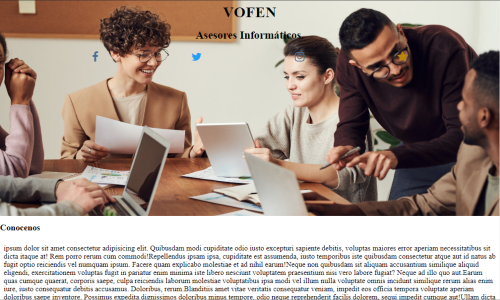 VOFEN
Asesores Informáticos
Conocenos
ipsum dolor sit amet consectetur adipisicing elit. Quibusdam modi cupiditate odio iusto excepturi sapiente debitis, voluptas maiores error aperiam necessitatibus sit
dicta itaque at! Rem porro rerum cum commodi!Repellendus ipsam ipsa, cupiditate est assumenda, iusto temporibus iste quibusdam consectetur atque aut id natus aut ea
fugit optio reiciendis vel numquam ipsum. Facere quam explicabo molestiae et ad nihil earum!Neque non quibusdam sit aliquam accusantium similique aliquid
eligendi, exercitationem voluptas fugit in pariatur enim minima iste libero nesciunt voluptatem praesentium nisi vero labore fugiat? Neque ad illo quo aut.Earum
quas cumque quaerat, corporis saepe, culpa reiciendis laborum molestiae voluptatibus ipsa modi vel illum nulla voluptate omnis incidunt similique rerum alias enim
iure, iusto consequatur debitis accusamus. Doloribus, rerum Blanditiis amet vitae veritatis consequatur veniam, impedit eos officia tempora voluptate aperiam
doloribus saepe inventore. Possimus expedita dignissimos doloribus minus tempore, odio neque reprehenderit facilis dolorem, sequi impedit cumque aut!Ullam dolor